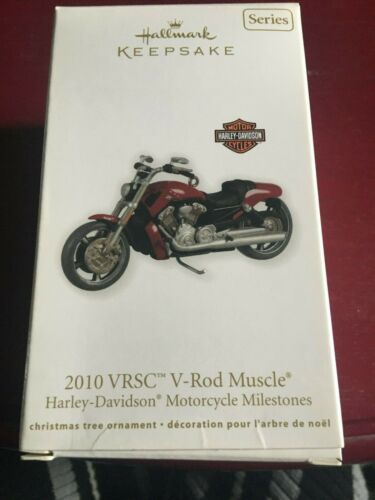 Series
Hallmark
KEEPSAKE
MOTOR
HARLEY-DAVIDSON
CYCLES
2010 VRSC™ V-Rod Muscle®
Harley-Davidson® Motorcycle Milestones
christmas tree ornament • décoration pour l'arbre de noël